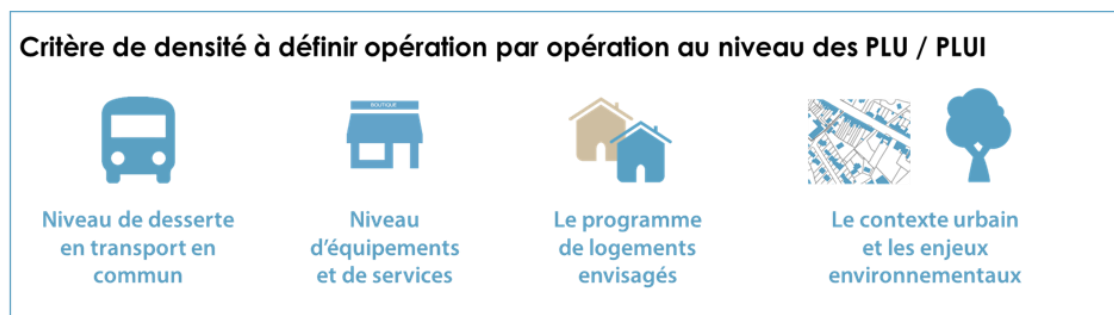 Critère de densité à définir opération par opération au niveau des PLU / PLUI
BOUTIQUE
Niveau de desserte
en transport en
commun
Niveau
d'équipements
et de services
Le programme
de logements
envisagés
Le contexte urbain
et les enjeux
environnementaux